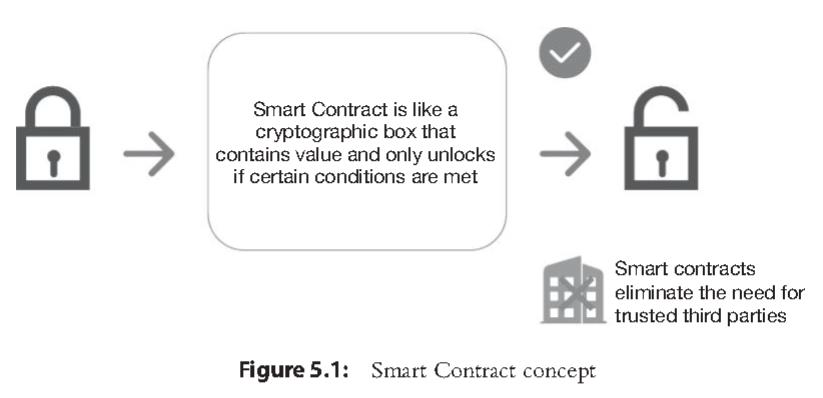 Smart Contract is like a
cryptographic box that
contains value and only unlocks
if certain conditions are met
Smart contracts
eliminate the need for
trusted third parties
Figure 5.1: Smart Contract concept